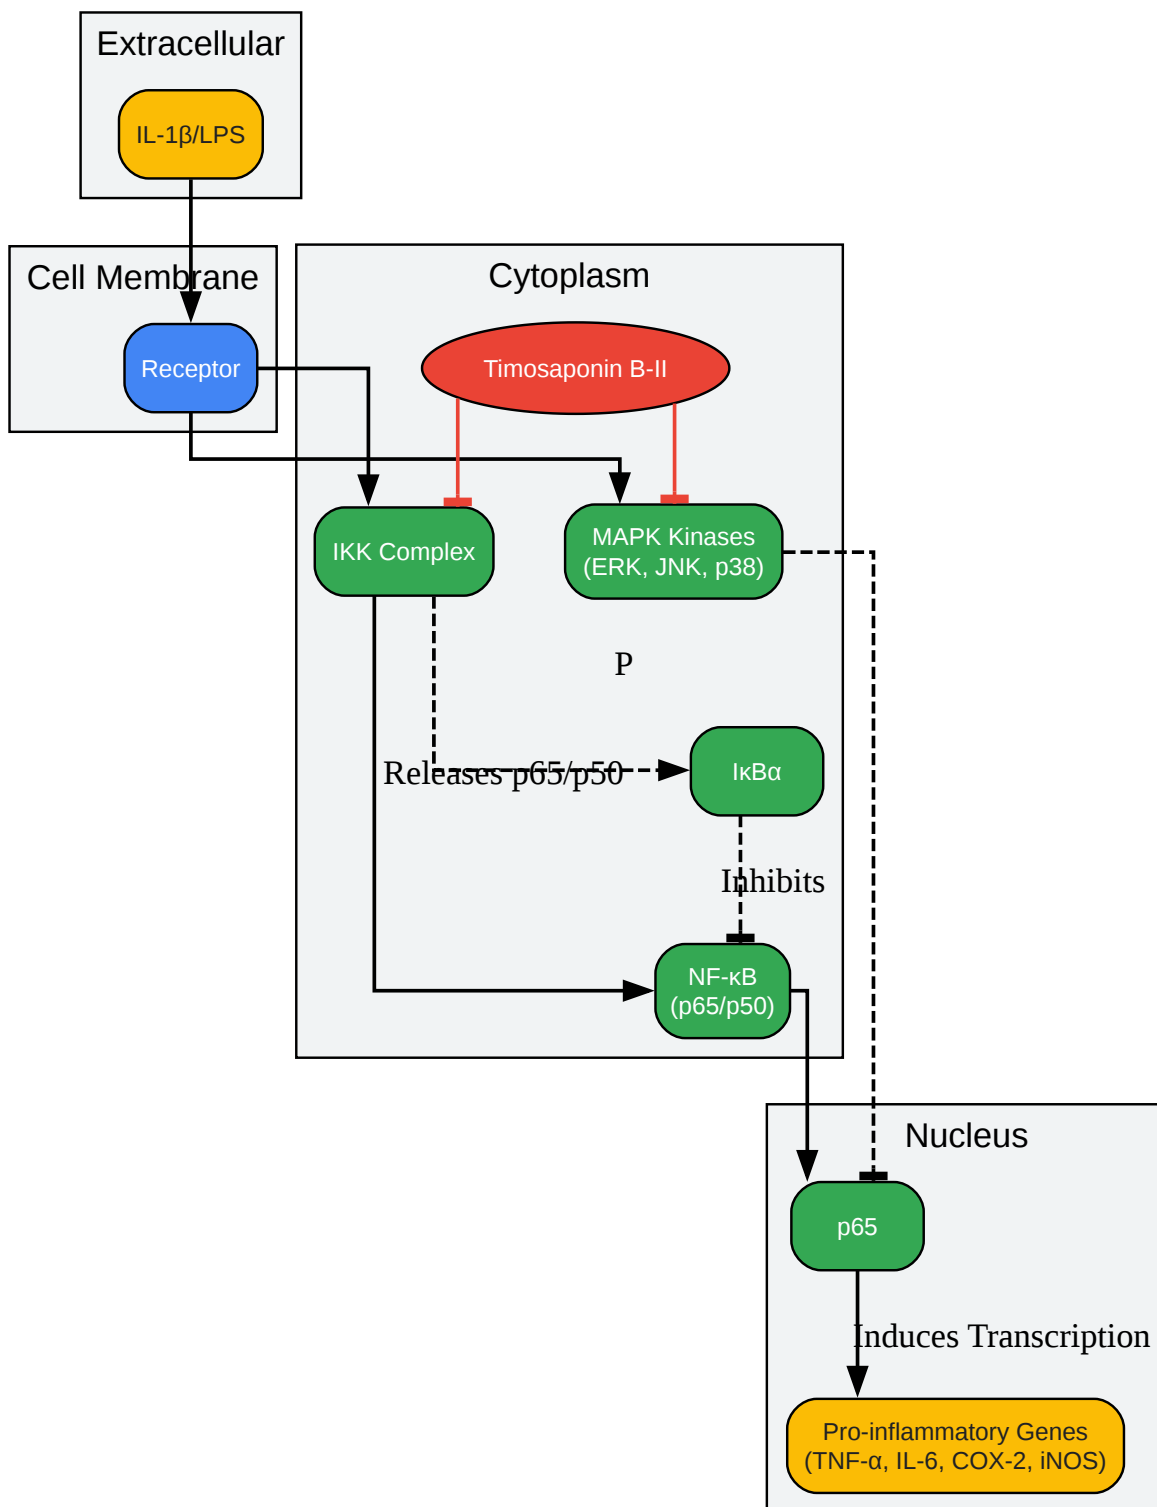 Extracellular
IL-1β/LPS
Cell Membrane
Receptor
Cytoplasm
Timosaponin B-II
IKK Complex
MAPK Kinases
(ERK, JNK, p38)
P
Releases p65/p50
IκBα
Inhibits
NF-κB
(p65/p50)
Nucleus
p65
Induces Transcription
Pro-inflammatory Genes
(TNF-α, IL-6, COX-2, iNOS)